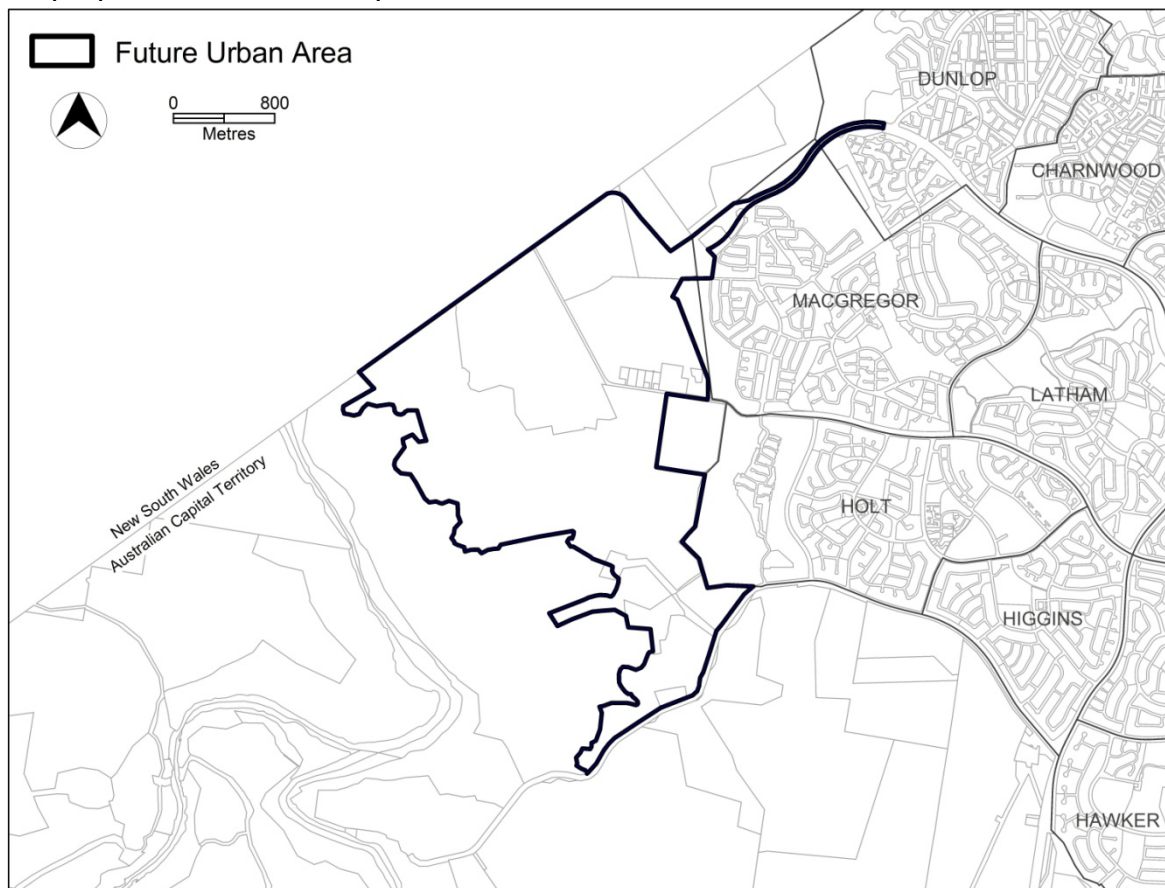 Future Urban Area
0 800
Metres
DUNLOP
CHARNWOOD
MACGREGOR
LATHAM
New South Wales
Australian Capital Territory
HOLT
HIGGINS
HAWKER